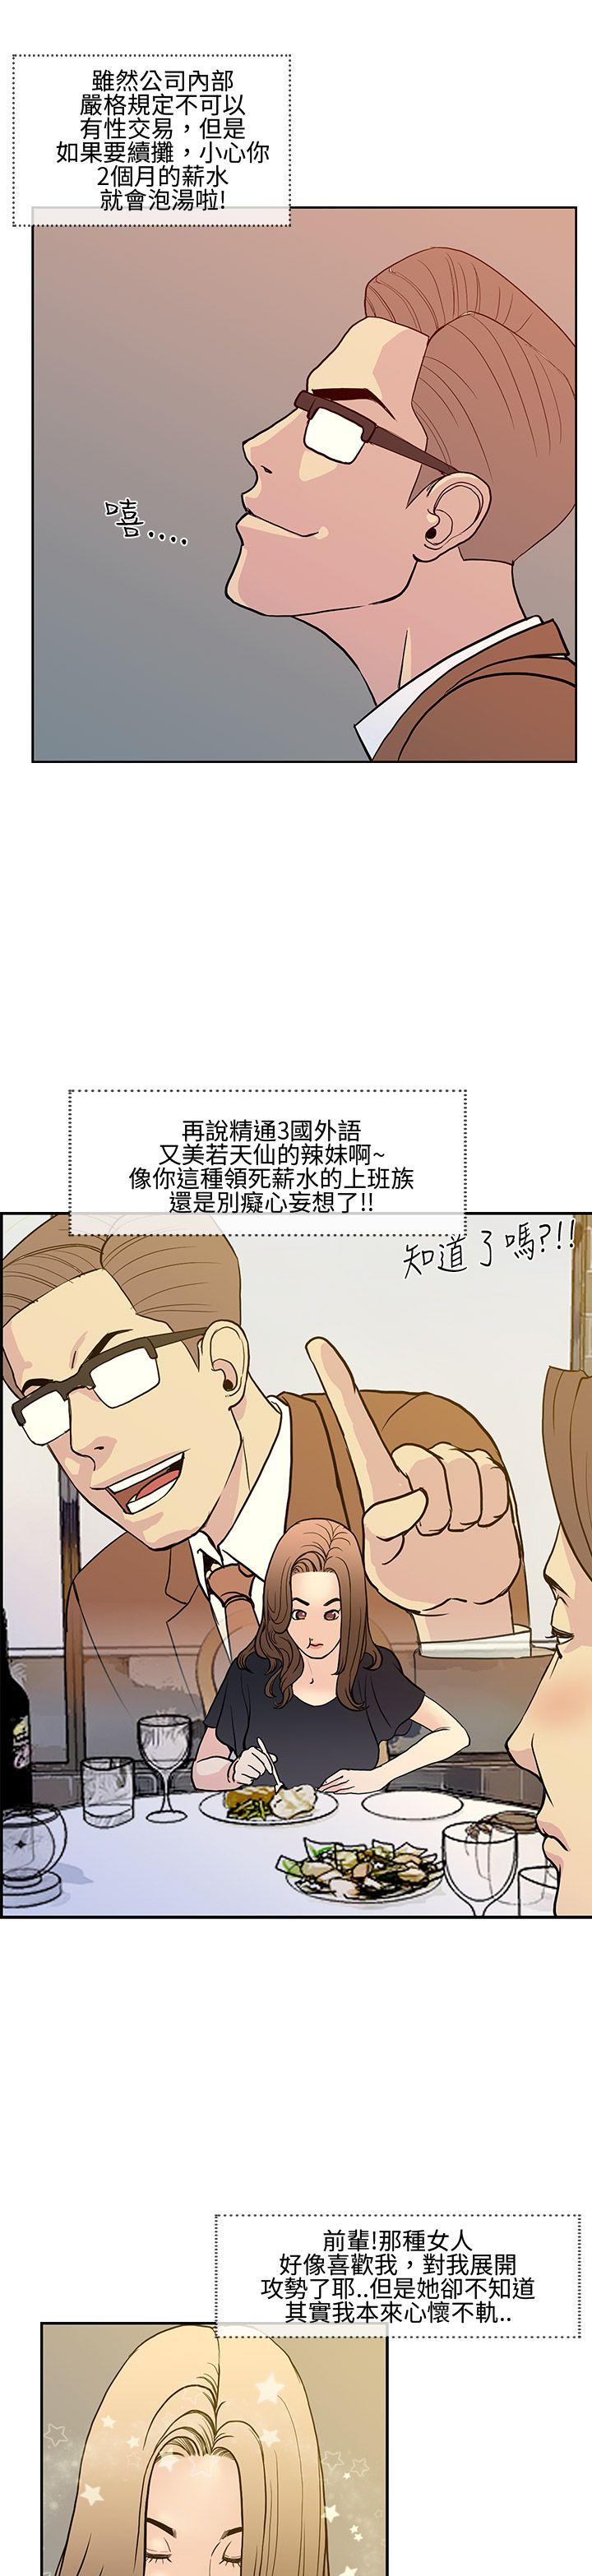 雖然公司內部
嚴格規定不可以
有性交易，但是
如果要續攤，小心你
2個月的薪水
就會泡湯啦!
嘻....
再說精通3國外語
又美若天仙的辣妹啊~
像你這種領死薪水的上班族
還是別癡心妄想了!!
知道了嗎?!!
前輩!那種女人
好像喜歡我，對我展開
攻勢了耶..但是她卻不知道
其實我本來心懷不軌..